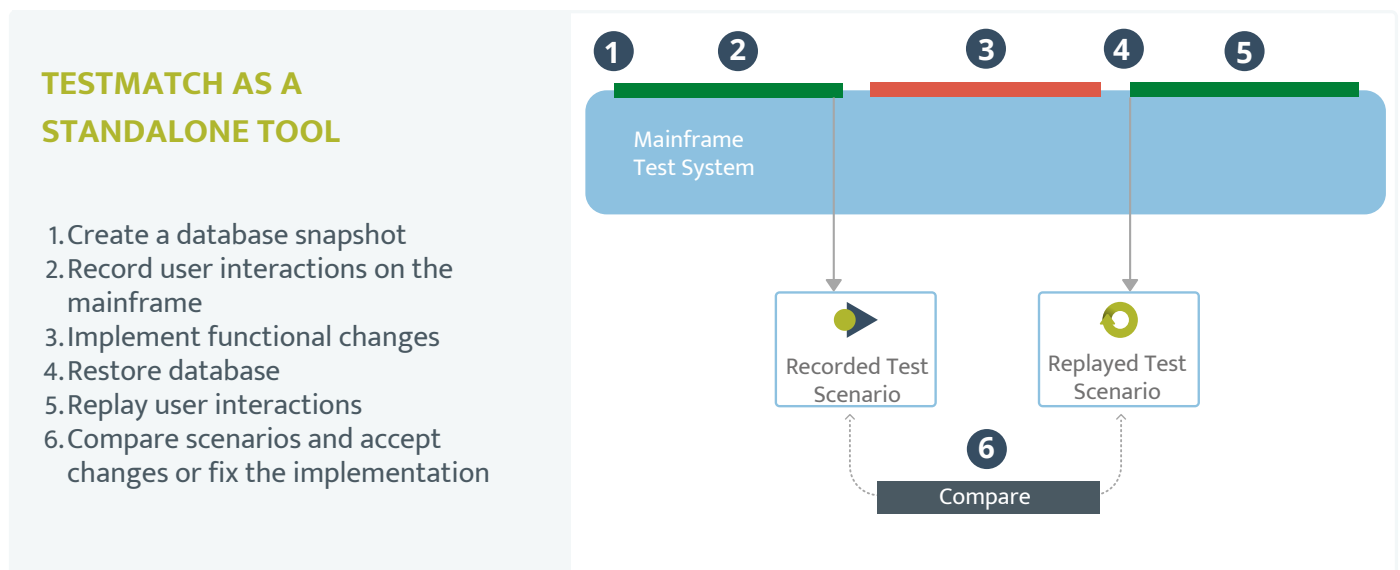 TESTMATCH AS A
STANDALONE TOOL
1. Create a database snapshot
2. Record user interactions on the
mainframe
3. Implement functional changes
4. Restore database
5. Replay user interactions
6. Compare scenarios and accept
changes or fix the implementation
1 2 3 4 5
Mainframe
Test System
Recorded Test
Scenario
Replayed Test
Scenario
6
Compare